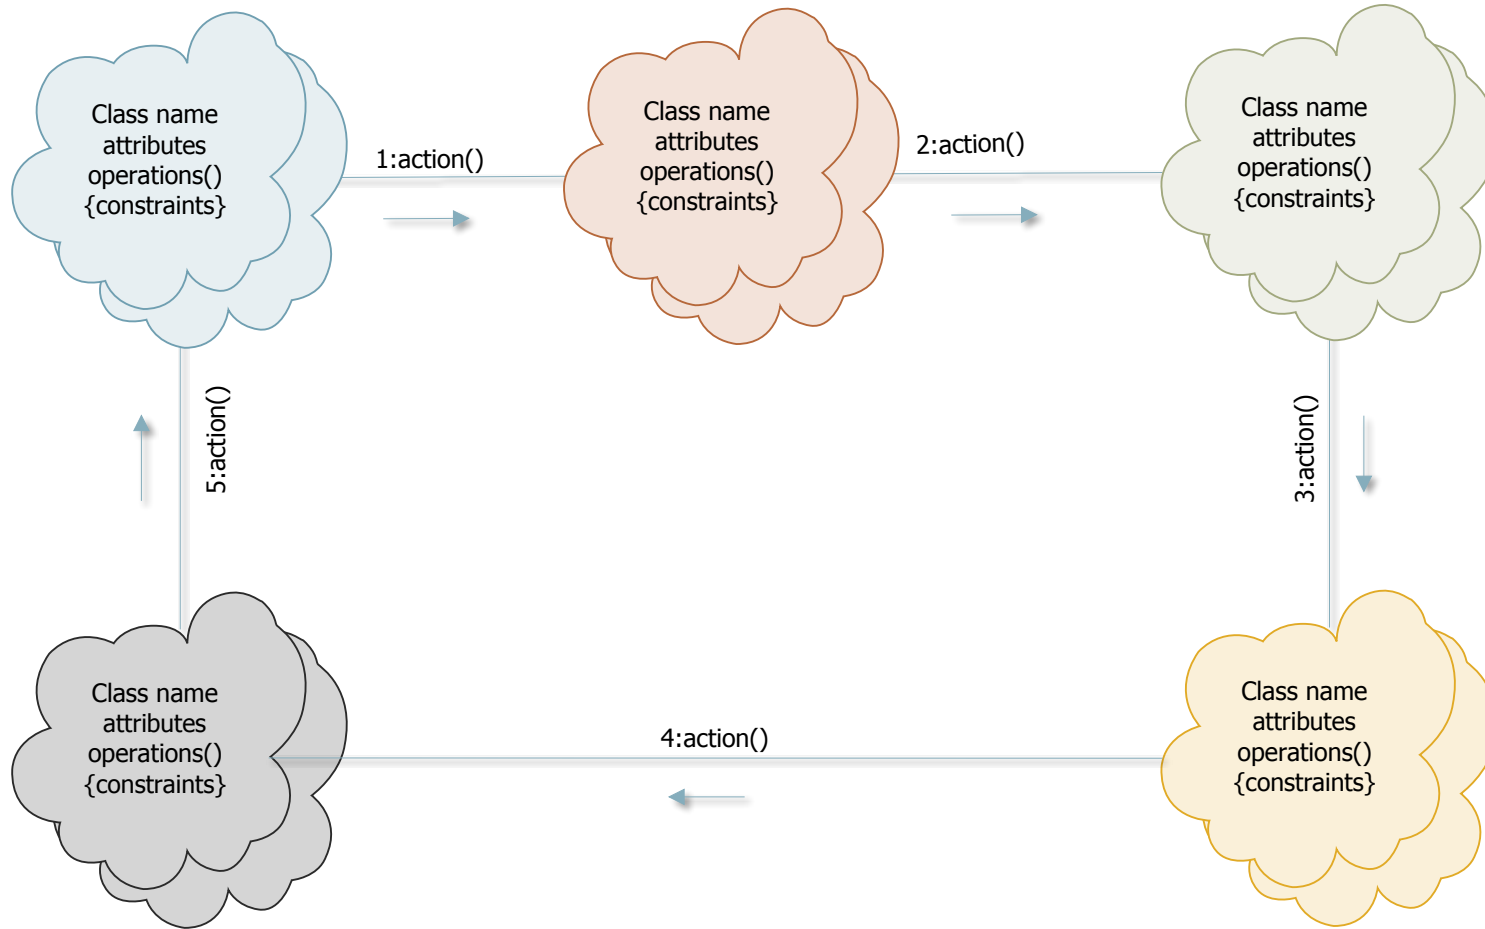 Class name
attributes
operations()
{constraints}
1:action()
Class name
attributes
operations()
{constraints}
2:action()
Class name
attributes
operations()
{constraints}
5:action()
3:action()
Class name
attributes
operations()
{constraints}
4:action()
Class name
attributes
operations()
{constraints}